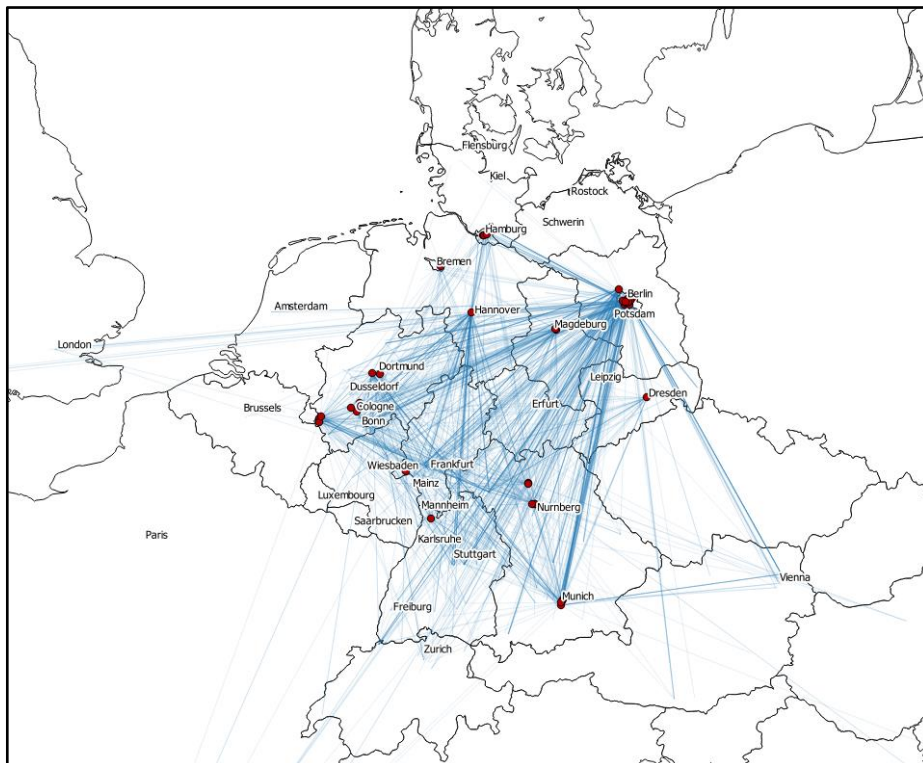 Flensburg
Kiel
Rostock
Schwerin
Hamburg
Bremen
Berlin
Amsterdam
Hannover
Potsdam
Magdeburg
London
Dortmund
Dusseldorf
Leipzig
Dresden
Brussels
Cologne
Erfurt
Bonn
Wiesbaden
Frankfurt
Mainz
Luxembourg
Mannheim
Nurnberg
Saarbrucken
Paris
Karlsruhe
Stuttgart
Vienna
Munich
Freiburg
Zurich